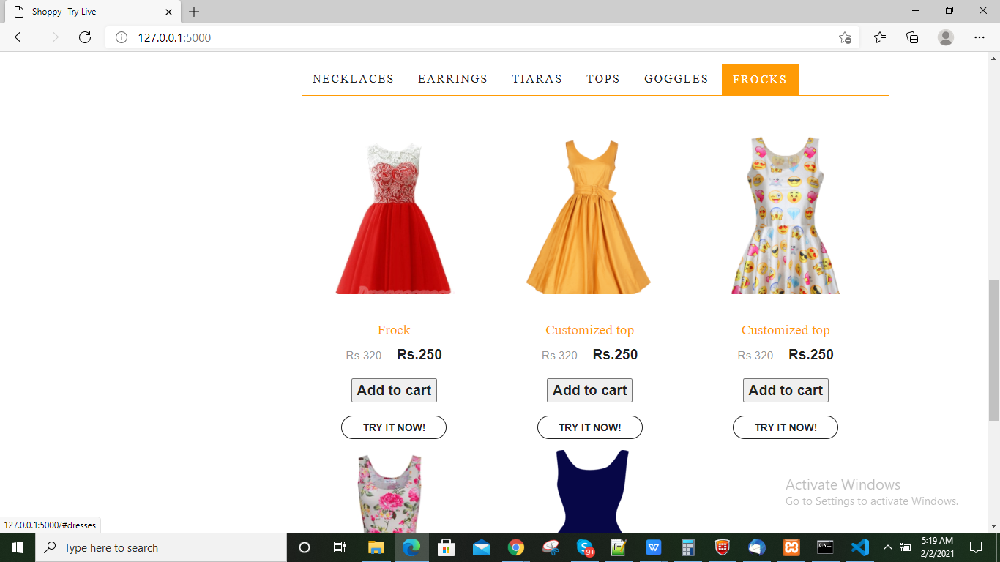 Shoppy- Try Live
127.0.0.1:5000
NECKLACES EARRINGS TIARAS TOPS GOGGLES FROCKS
Frock Customized top Customized top
Rs.320 Rs.250 Rs.320 Rs.250 Rs.320 Rs.250
Add to cart Add to cart Add to cart
TRY IT NOW! TRY IT NOW! TRY IT NOW!
Activate Windows
Go to Settings to activate Windows.
127.0.0.1:5000/#dresses
Type here to search
9+
5:19 AM
2/2/2021